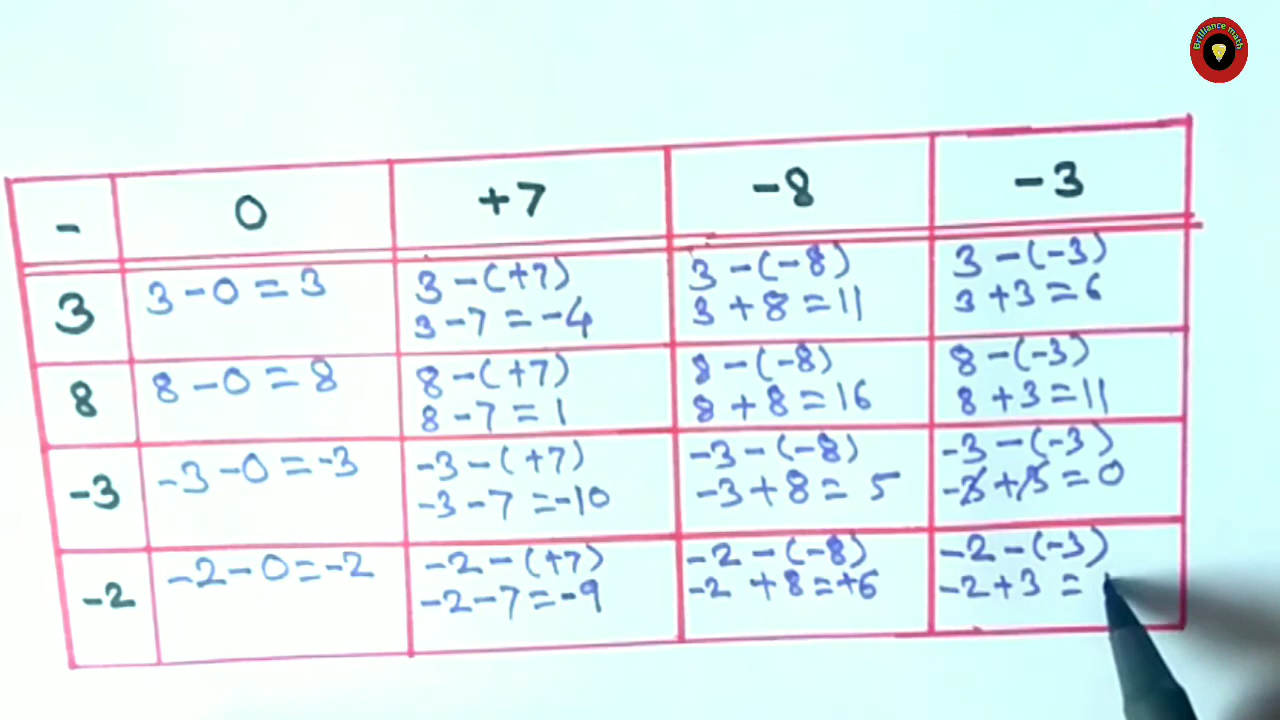 Brilliance math
- 0 +7 -8 -3
3 3-0=3 3-(+7) 3-(-8) 3-(-3)
3-7=-4 3+8=11 3+3=6
8 8-0=8 8-(+7) 8-(-8) 8-(-3)
8-7=1 8+8=16 8+3=11
-3 -3-0=-3 -3-(+7) -3-(-8) -3-(-3)
-3-7=-10 -3+8=5 -3+3=0
-2 -2-0=-2 -2-(+7) -2-(-8) -2-(-3)
-2-7=-9 -2+8=+6 -2+3=